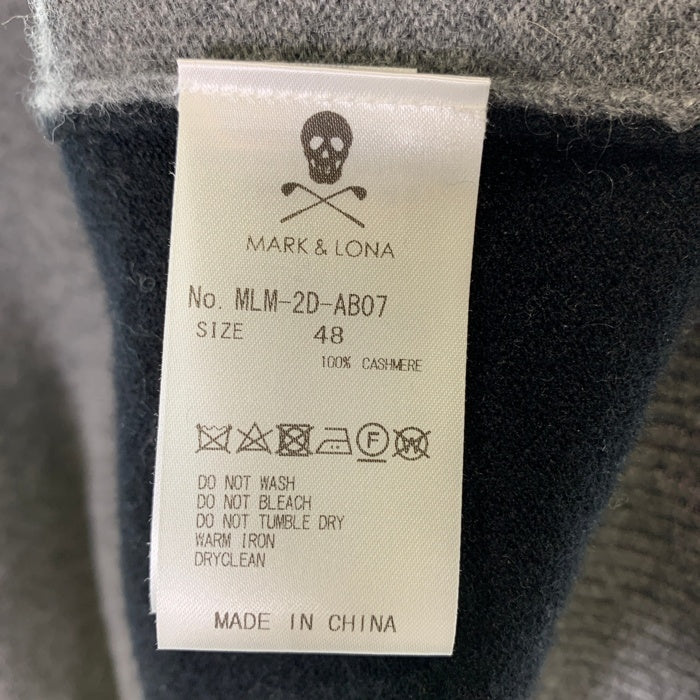 MARK & LONA
No. MLM-2D-AB07
SIZE 48
100% CASHMERE
F W
DO NOT WASH
DO NOT BLEACH
DO NOT TUMBLE DRY
WARM IRON
DRYCLEAN
MADE IN CHINA